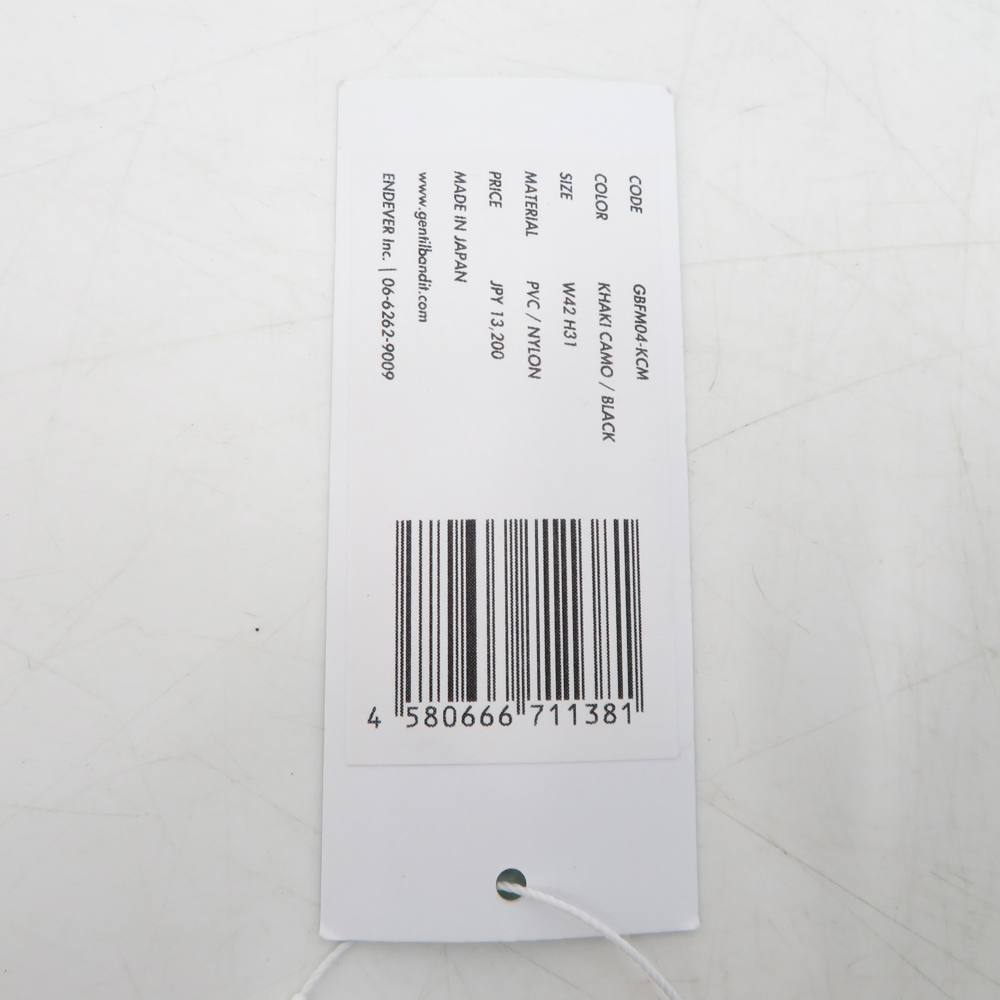 CODE GBFM04-KCM
COLOR KHAKI CAMO / BLACK
SIZE W42 H31
MATERIAL PVC / NYLON
PRICE JPY 13,200
MADE IN JAPAN
www.gentilbandit.com
ENDEVER Inc. | 06-6262-9009
4 580666 711381